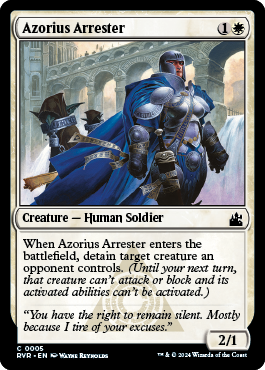 Azorius Arrester 1
Creature — Human Soldier
When Azorius Arrester enters the
battlefield, detain target creature an
opponent controls. (Until your next turn,
that creature can't attack or block and its
activated abilities can't be activated.)
"You have the right to remain silent. Mostly
because I tire of your excuses."
2/1
C 0005
RVR • EN Wayne Reynolds
™ & © 2024 Wizards of the Coast